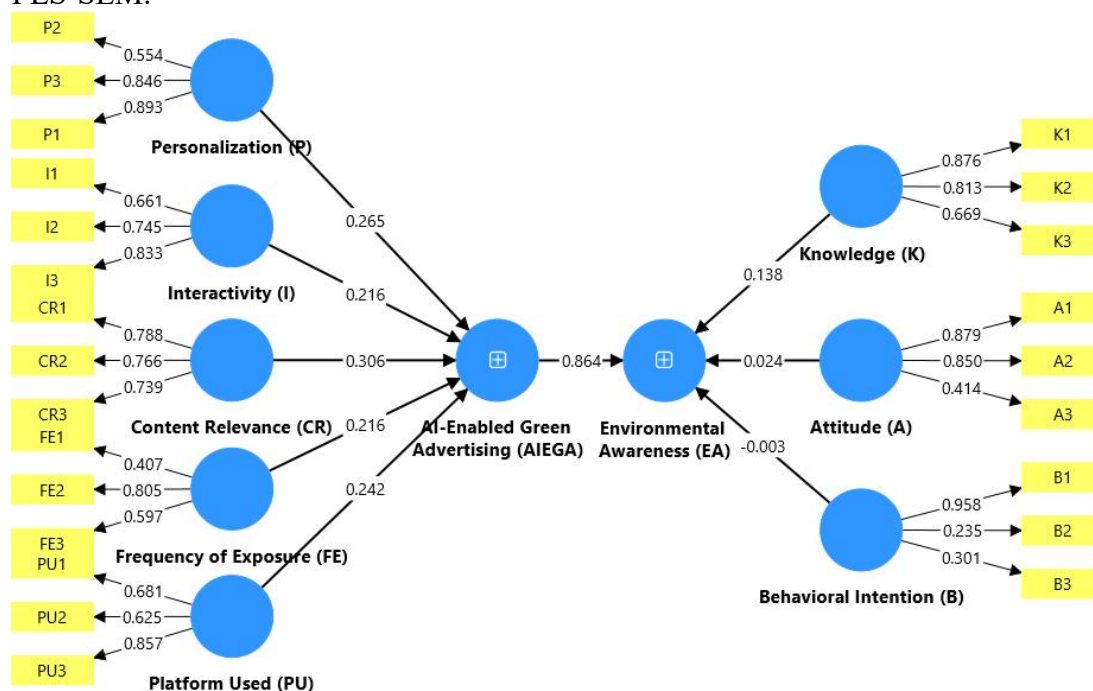 P2
P3
P1
0.554
0.846
0.893
Personalization (P)
I1
I2
I3
0.661
0.745
0.833
Interactivity (I)
CR1
CR2
CR3
0.788
0.766
0.739
Content Relevance (CR)
FE1
FE2
FE3
0.407
0.805
0.597
Frequency of Exposure (FE)
PU1
PU2
PU3
0.681
0.625
0.857
Platform Used (PU)
0.265
0.216
0.306
0.216
0.242
AI-Enabled Green
Advertising (AIEGA)
0.864
Environmental
Awareness (EA)
0.138
0.024
-0.003
Knowledge (K)
0.876
0.813
0.669
K1
K2
K3
Attitude (A)
0.879
0.850
0.414
A1
A2
A3
Behavioral Intention (B)
0.958
0.235
0.301
B1
B2
B3